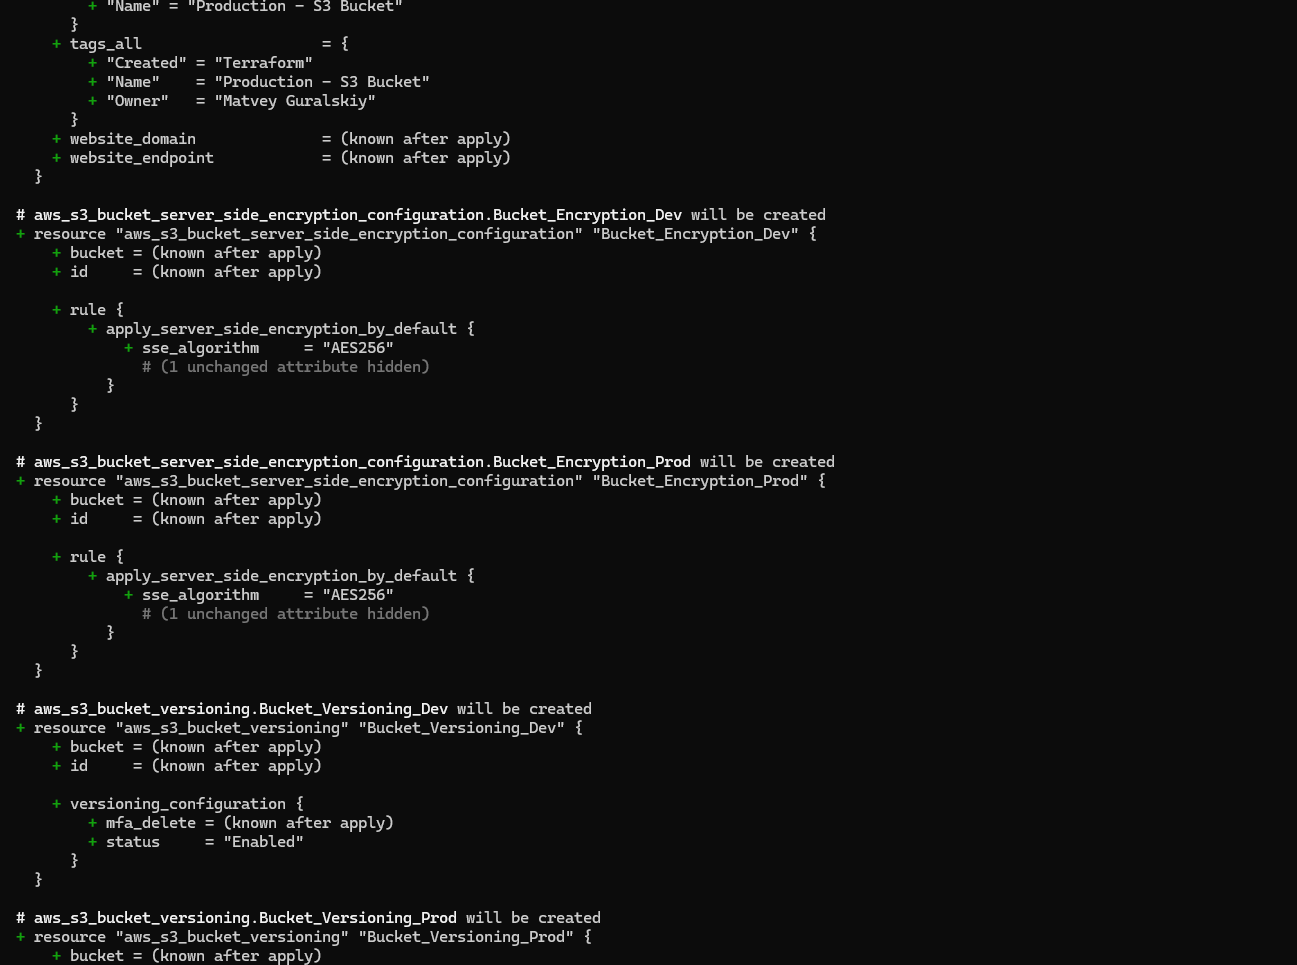 + "Name" = "Production - S3 Bucket"
        }
      + tags_all                    = {
          + "Created" = "Terraform"
          + "Name"    = "Production - S3 Bucket"
          + "Owner"   = "Matvey Guralskiy"
        }
      + website_domain              = (known after apply)
      + website_endpoint            = (known after apply)
    }

  # aws_s3_bucket_server_side_encryption_configuration.Bucket_Encryption_Dev will be created
  + resource "aws_s3_bucket_server_side_encryption_configuration" "Bucket_Encryption_Dev" {
      + bucket = (known after apply)
      + id     = (known after apply)

      + rule {
          + apply_server_side_encryption_by_default {
              + sse_algorithm     = "AES256"
                # (1 unchanged attribute hidden)
            }
        }
    }

  # aws_s3_bucket_server_side_encryption_configuration.Bucket_Encryption_Prod will be created
  + resource "aws_s3_bucket_server_side_encryption_configuration" "Bucket_Encryption_Prod" {
      + bucket = (known after apply)
      + id     = (known after apply)

      + rule {
          + apply_server_side_encryption_by_default {
              + sse_algorithm     = "AES256"
                # (1 unchanged attribute hidden)
            }
        }
    }

  # aws_s3_bucket_versioning.Bucket_Versioning_Dev will be created
  + resource "aws_s3_bucket_versioning" "Bucket_Versioning_Dev" {
      + bucket = (known after apply)
      + id     = (known after apply)

      + versioning_configuration {
          + mfa_delete = (known after apply)
          + status     = "Enabled"
        }
    }

  # aws_s3_bucket_versioning.Bucket_Versioning_Prod will be created
  + resource "aws_s3_bucket_versioning" "Bucket_Versioning_Prod" {
      + bucket = (known after apply)